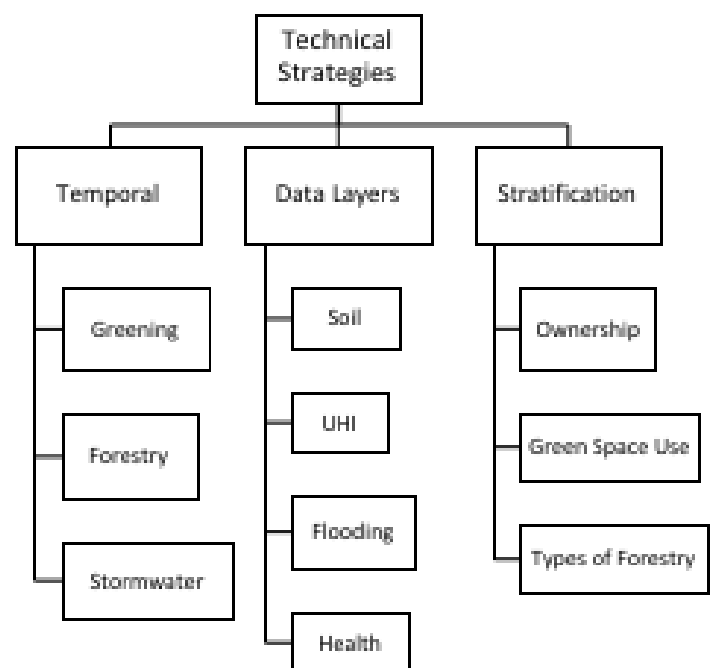 Technical
Strategies
Temporal
Data Layers
Stratification
Greening
Soil
Ownership
Forestry
UHI
Green Space Use
Stormwater
Flooding
Types of Forestry
Health